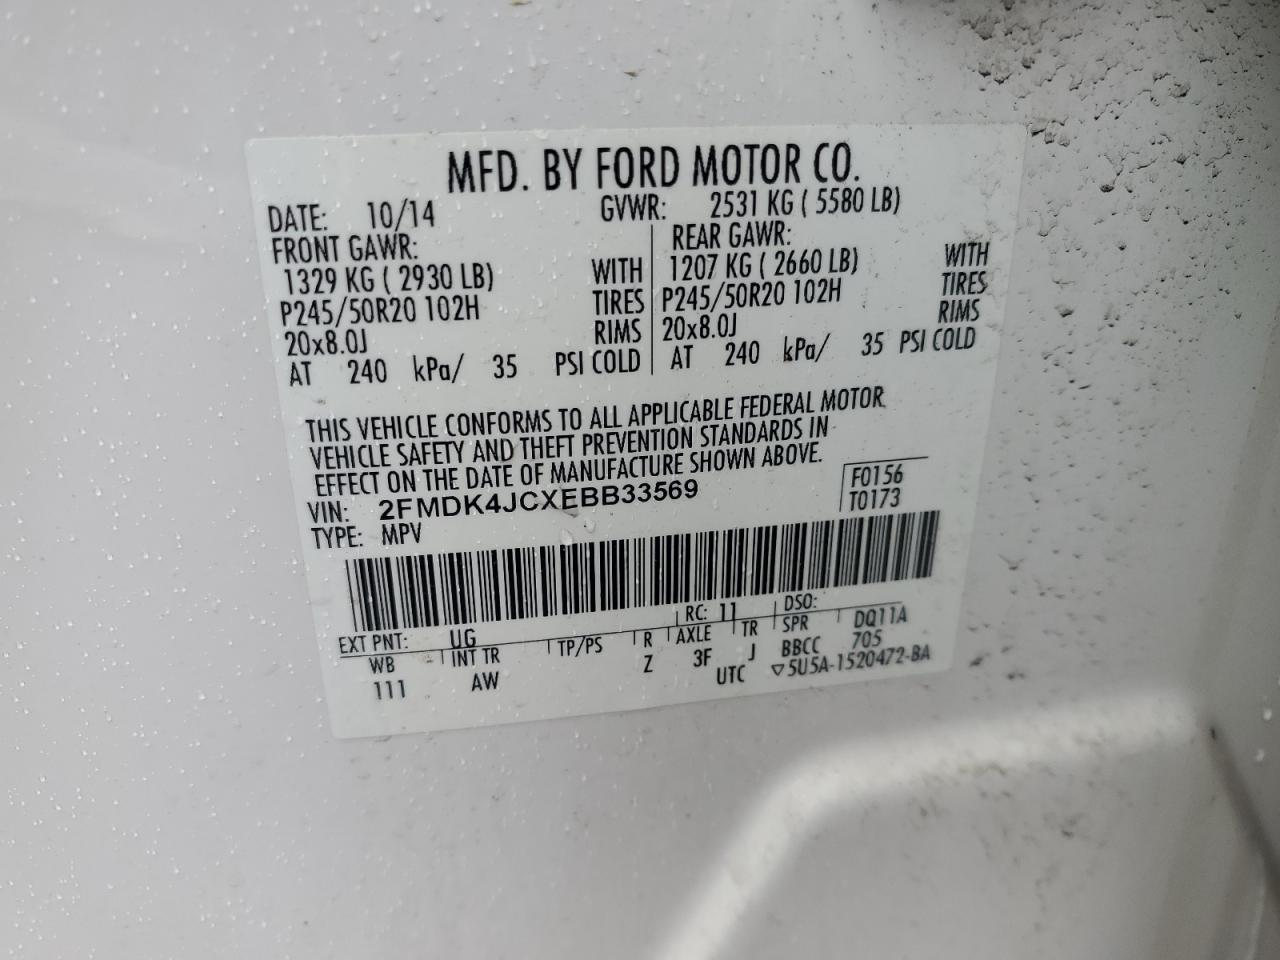 MFD. BY FORD MOTOR CO.
DATE: 10/14 GVWR: 2531 KG ( 5580 LB)
FRONT GAWR: REAR GAWR:
1329 KG ( 2930 LB) WITH 1207 KG ( 2660 LB) WITH
P245/50R20 102H TIRES P245/50R20 102H TIRES
20x8.0J RIMS 20x8.0J RIMS
AT 240 kPa/ 35 PSI COLD AT 240 kPa/ 35 PSI COLD
THIS VEHICLE CONFORMS TO ALL APPLICABLE FEDERAL MOTOR
VEHICLE SAFETY AND THEFT PREVENTION STANDARDS IN
EFFECT ON THE DATE OF MANUFACTURE SHOWN ABOVE.
VIN: 2FMDK4JCXEBB33569 F0156
TYPE: MPV T0173
EXT PNT: UG RC: 11 DSO:
WB INT TR TP/PS R AXLE TR SPR DQ11A
111 AW Z 3F J BBCC 705
UTC ▽5U5A-1520472-BA